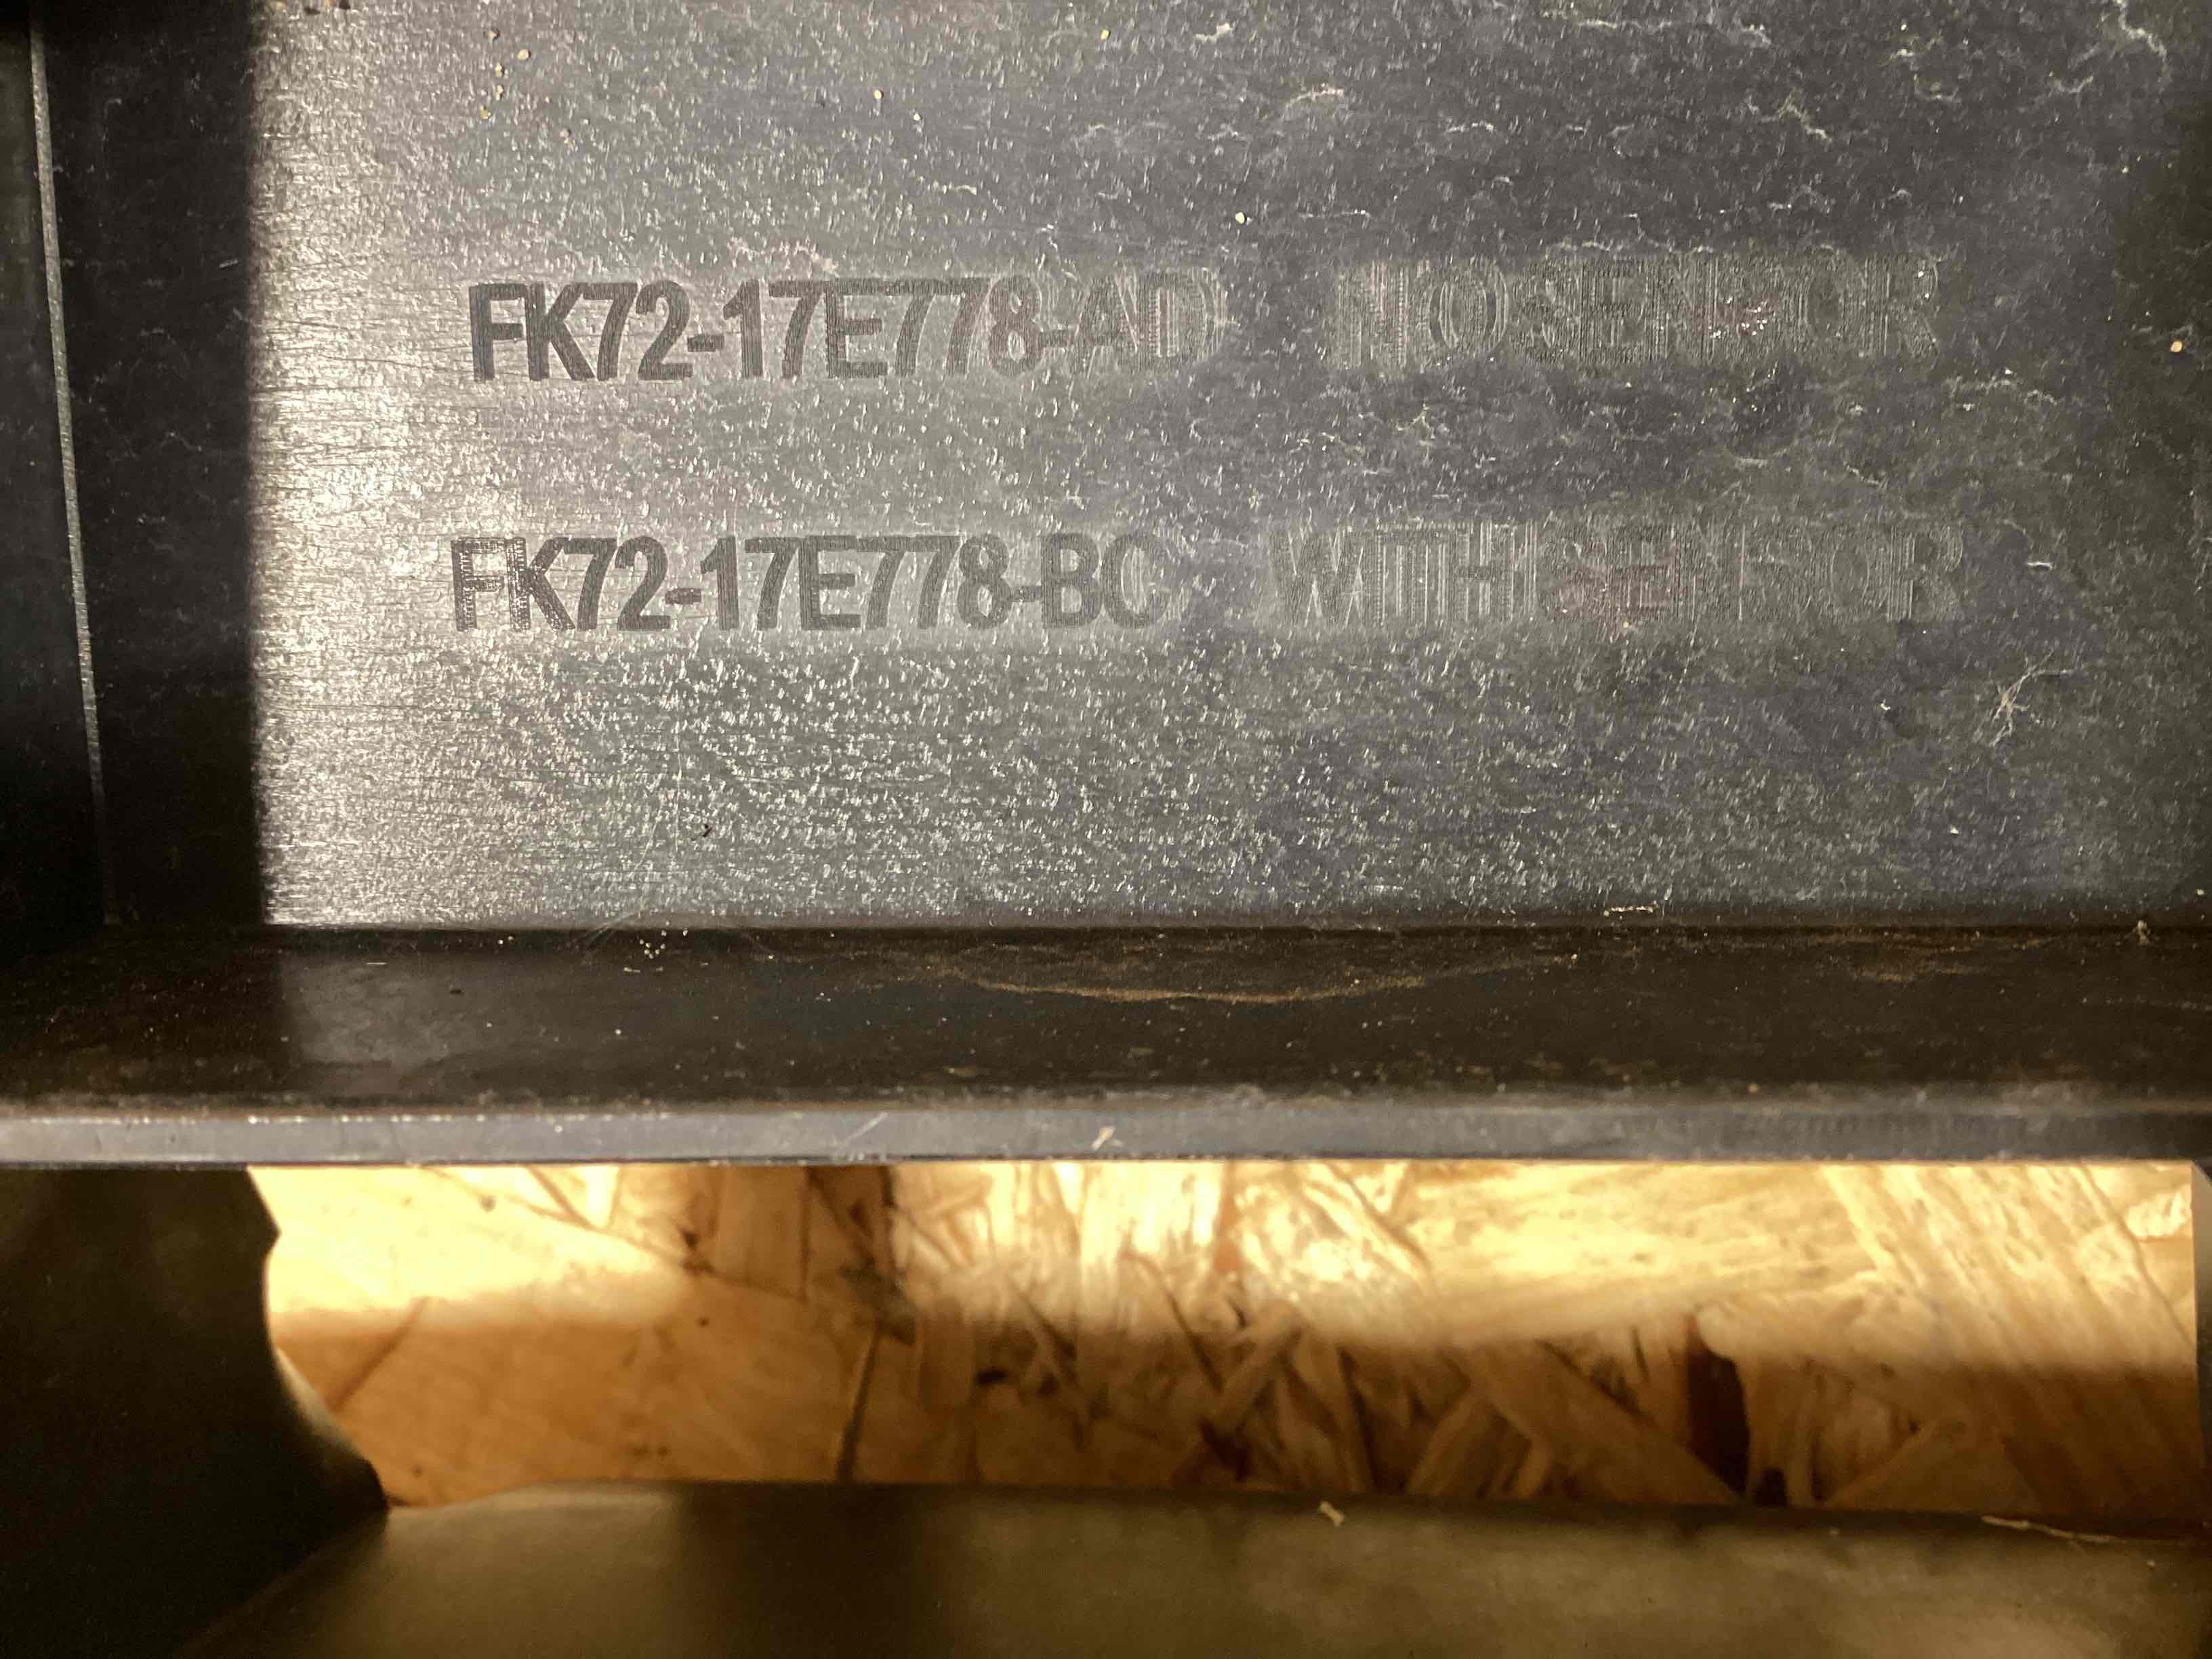 FK72-17E778-AD NO SENSOR
FK72-17E778-BC WITH SENSOR